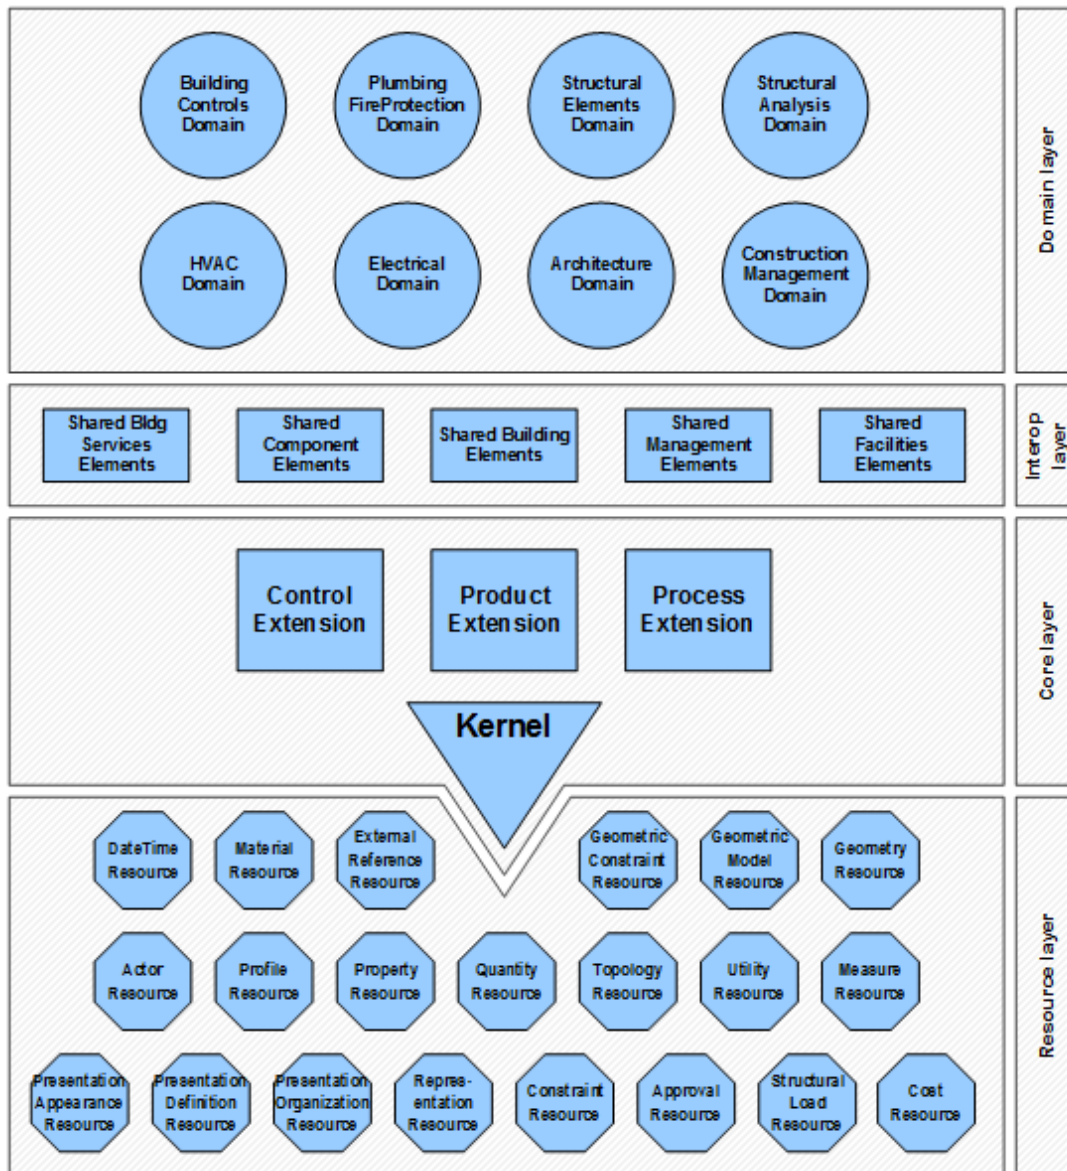 Building
Controls
Domain
Plumbing
FireProtection
Domain
Structural
Elements
Domain
Structural
Analysis
Domain
HVAC
Domain
Electrical
Domain
Architecture
Domain
Construction
Management
Domain
Domain layer
Shared Bldg
Services
Elements
Shared
Component
Elements
Shared Building
Elements
Shared
Management
Elements
Shared
Facilities
Elements
Interop
layer
Control
Extension
Product
Extension
Process
Extension
Kernel
Core layer
DateTime
Resource
Material
Resource
External
Reference
Resource
Geometric
Constraint
Resource
Geometric
Model
Resource
Geometry
Resource
Actor
Resource
Profile
Resource
Property
Resource
Quantity
Resource
Topology
Resource
Utility
Resource
Measure
Resource
Presentation
Appearance
Resource
Presentation
Definition
Resource
Presentation
Organization
Resource
Repres-
entation
Resource
Constraint
Resource
Approval
Resource
Structural
Load
Resource
Cost
Resource
Resource layer